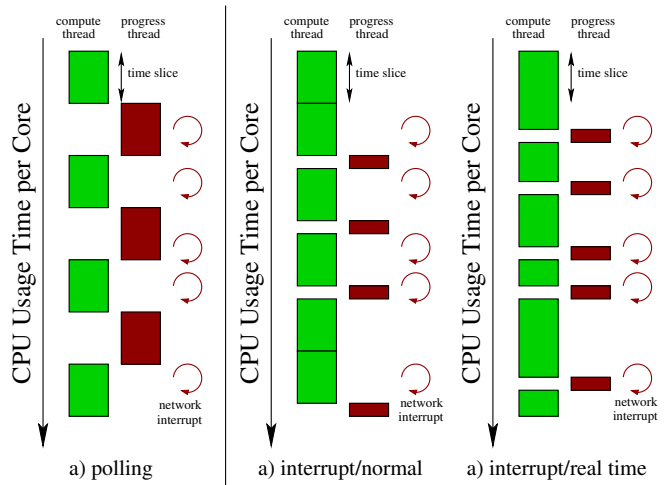 compute
thread
progress
thread
time slice
CPU Usage Time per Core
network
interrupt
a) polling
compute
thread
progress
thread
time slice
CPU Usage Time per Core
network
interrupt
a) interrupt/normal
compute
thread
progress
thread
time slice
CPU Usage Time per Core
network
interrupt
a) interrupt/real time